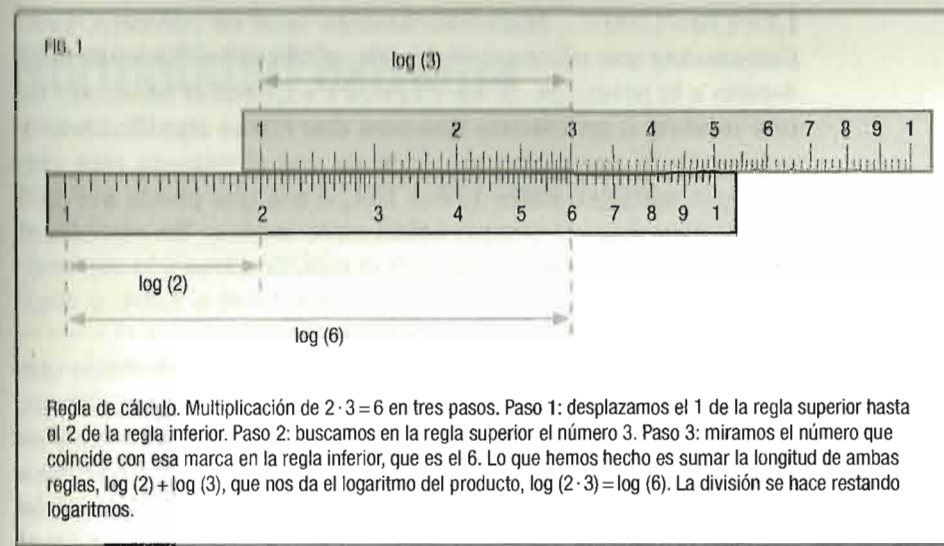 FIG. 1
log (3)
1 2 3 4 5 6 7 8 9 1
1 2 3 4 5 6 7 8 9 1
log (2)
log (6)
Regla de cálculo. Multiplicación de 2 · 3 = 6 en tres pasos. Paso 1: desplazamos el 1 de la regla superior hasta
el 2 de la regla inferior. Paso 2: buscamos en la regla superior el número 3. Paso 3: miramos el número que
coincide con esa marca en la regla inferior, que es el 6. Lo que hemos hecho es sumar la longitud de ambas
reglas, log (2) + log (3), que nos da el logaritmo del producto, log (2 · 3) = log (6). La división se hace restando
logaritmos.